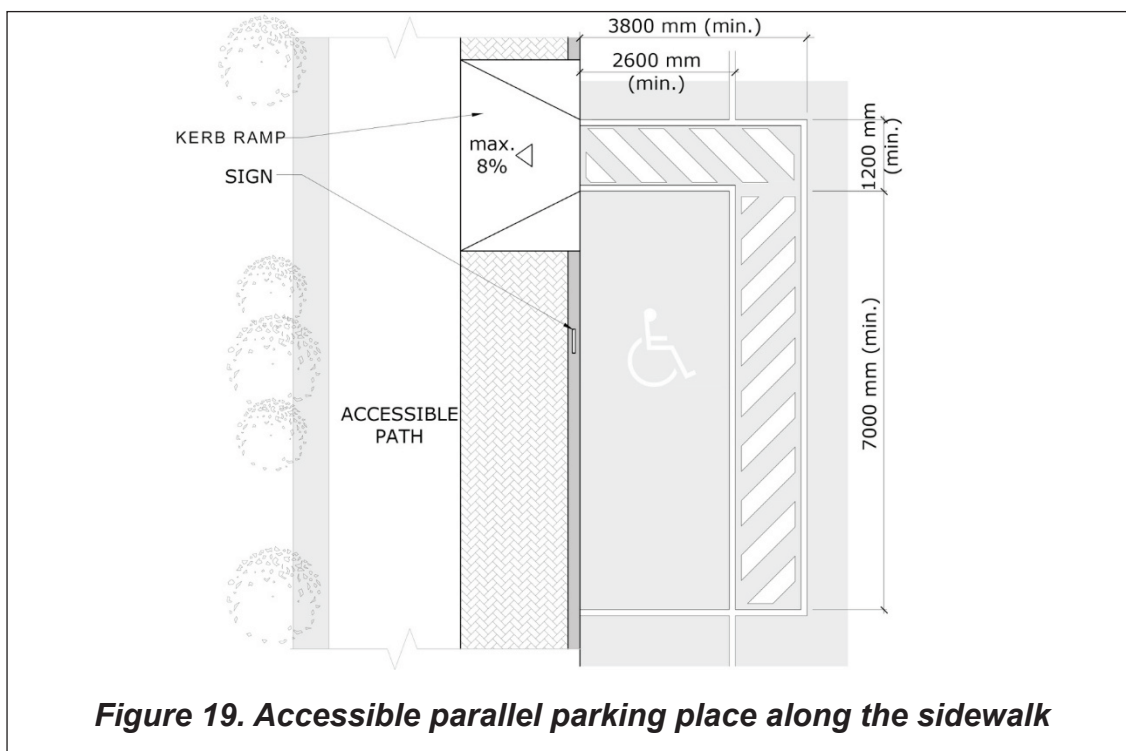 3800 mm (min.)
2600 mm
(min.)
KERB RAMP
max.
8%
1200 mm
(min.)
SIGN
ACCESSIBLE
PATH
7000 mm (min.)
Figure 19. Accessible parallel parking place along the sidewalk